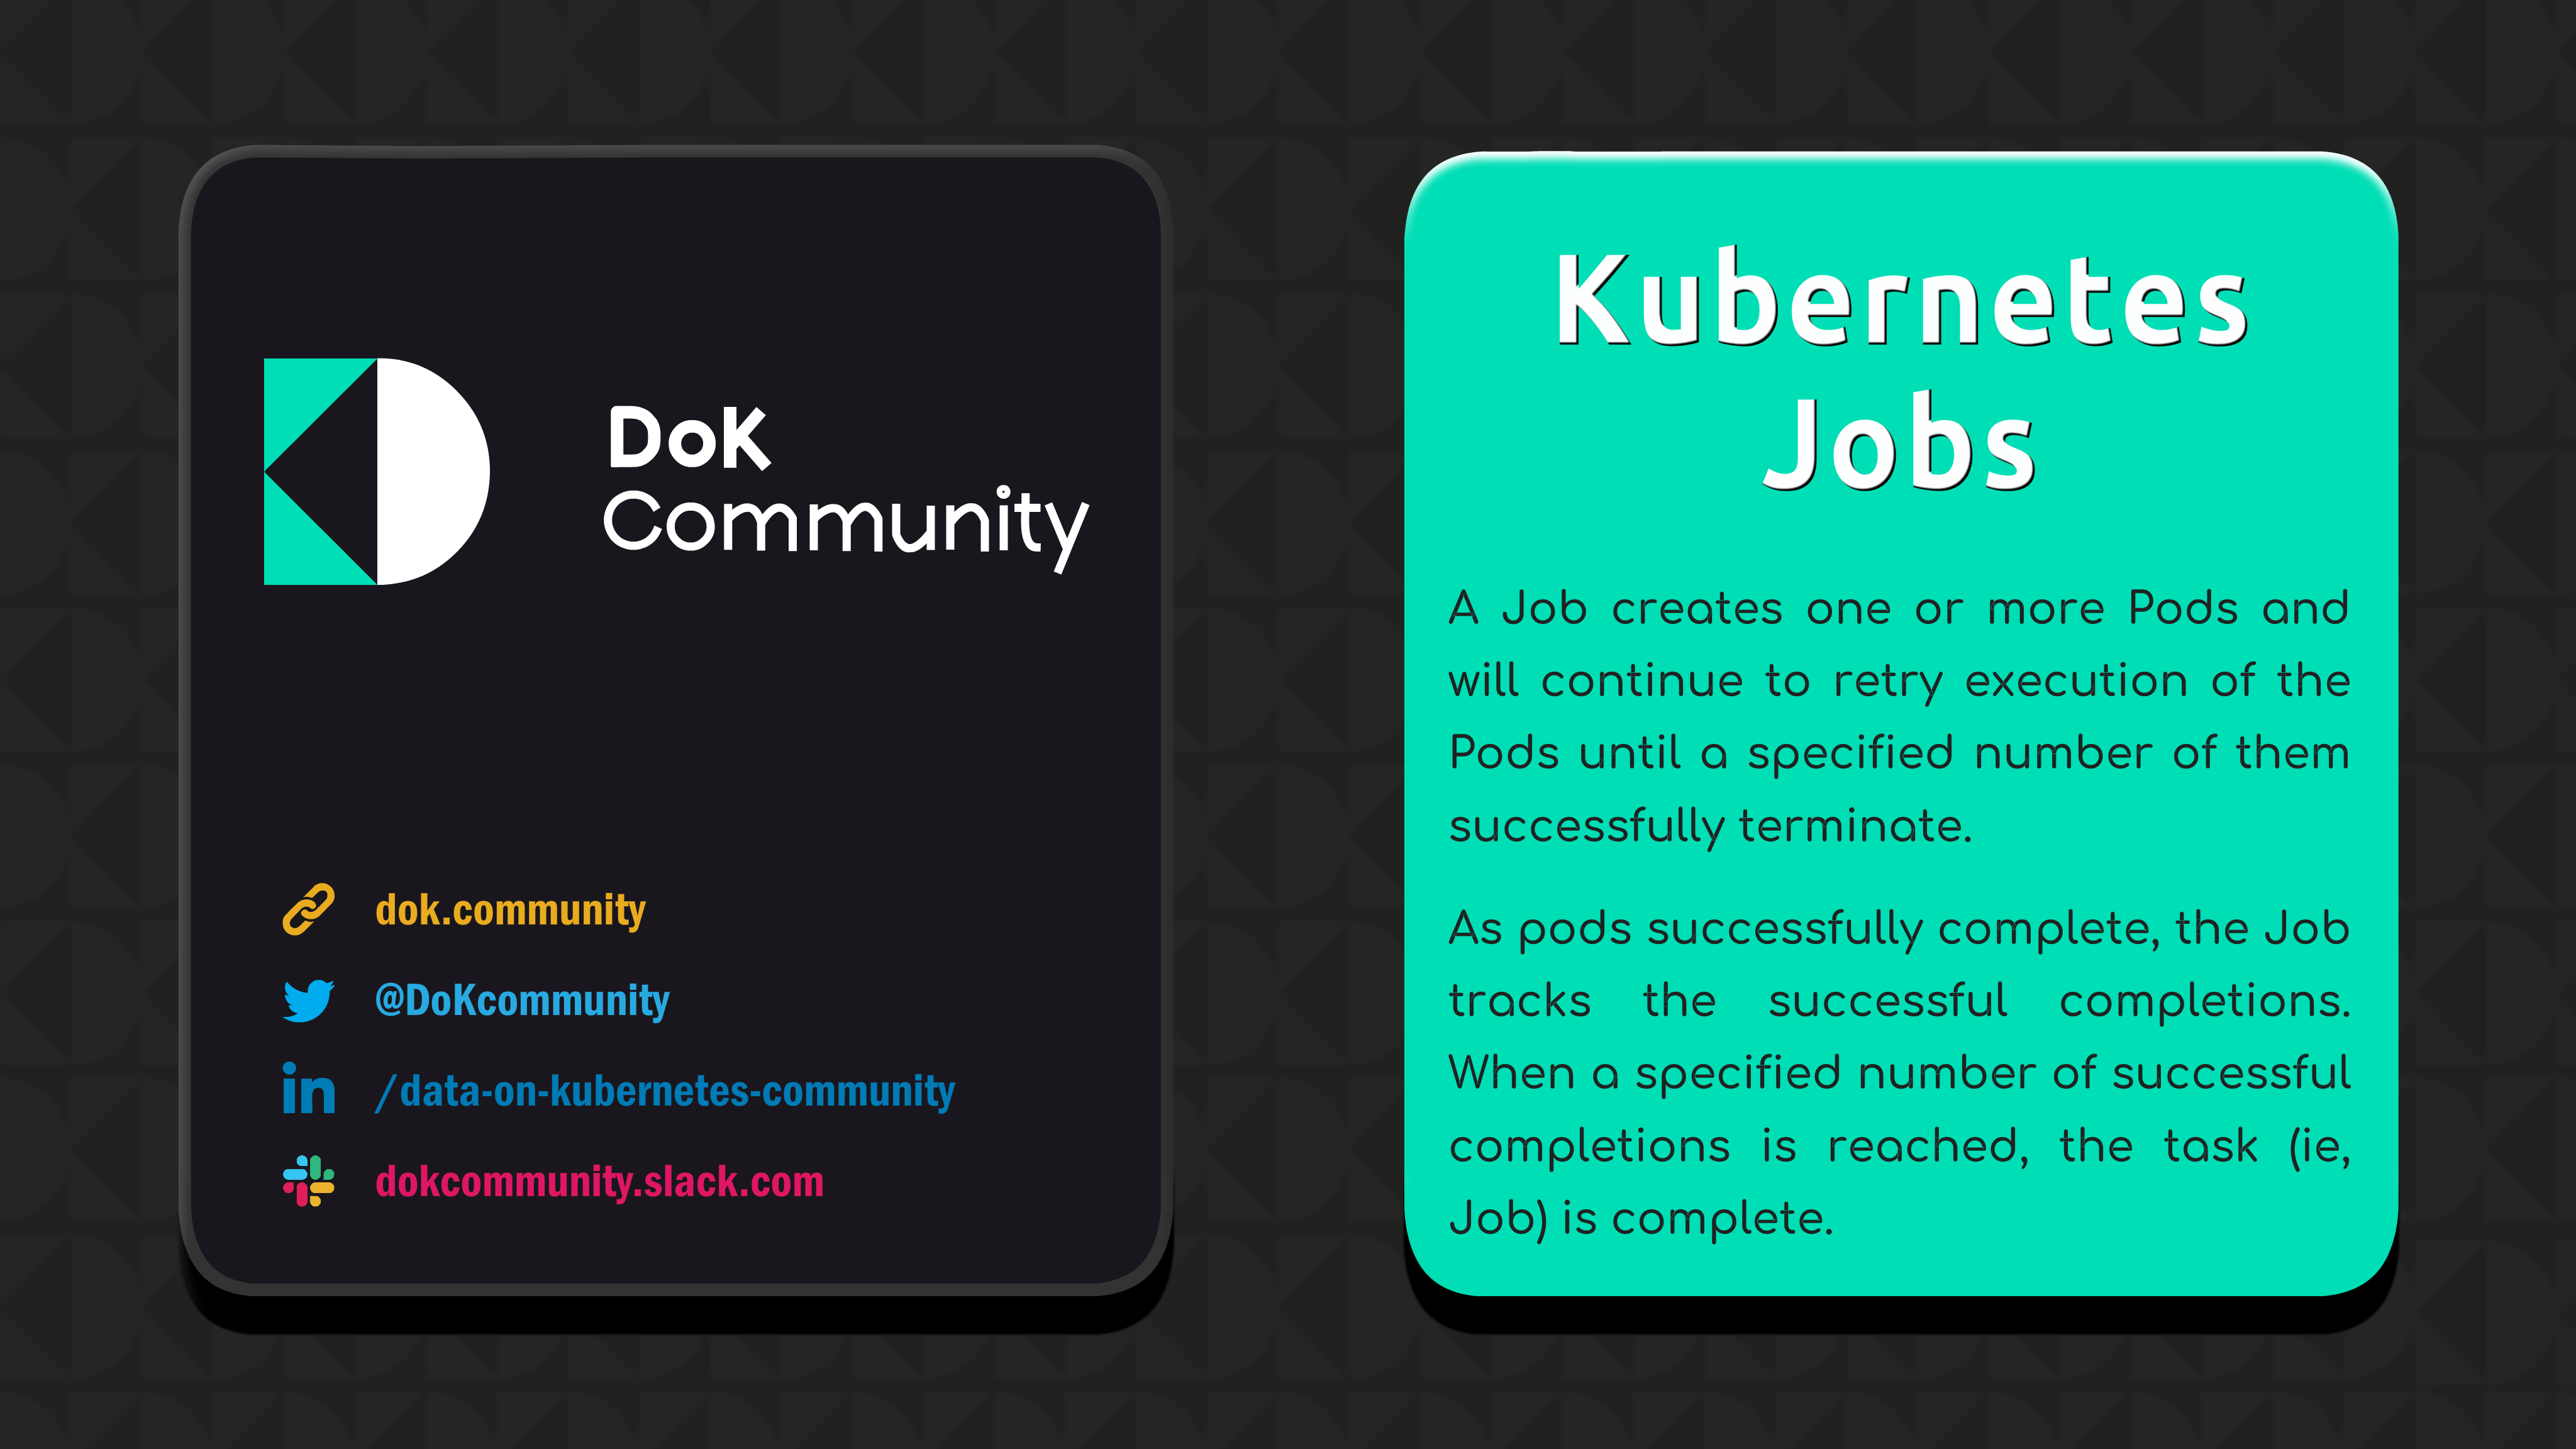 DoK
Community
dok.community
@DoKcommunity
/data-on-kubernetes-community
dokcommunity.slack.com
Kubernetes
Jobs
A Job creates one or more Pods and
will continue to retry execution of the
Pods until a specified number of them
successfully terminate.
As pods successfully complete, the Job
tracks the successful completions.
When a specified number of successful
completions is reached, the task (ie,
Job) is complete.